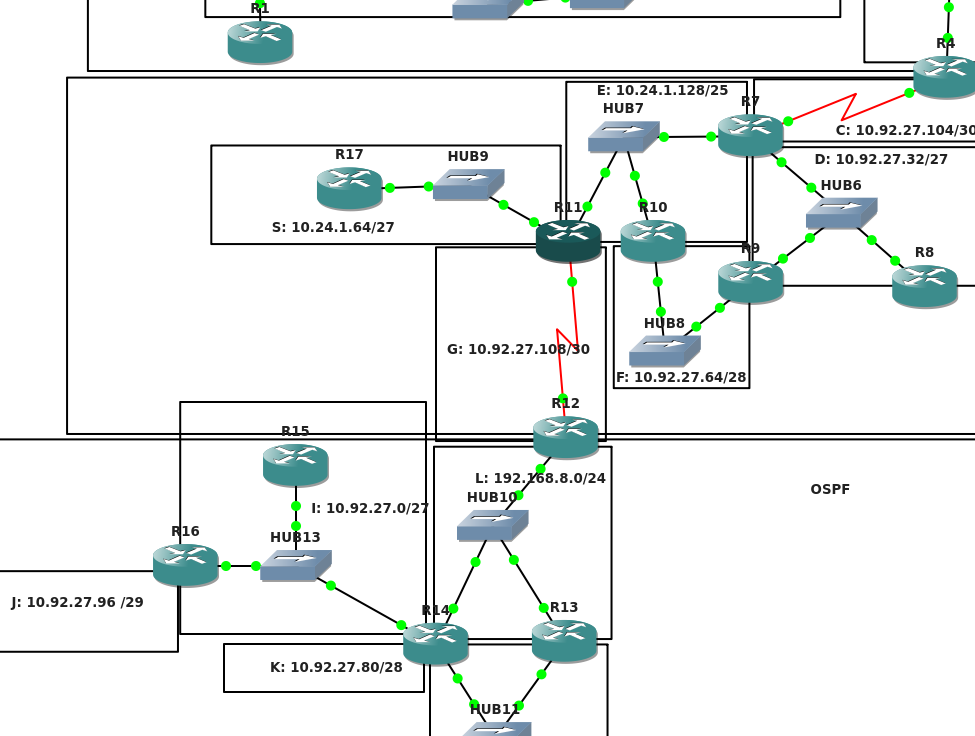 R1
R4
E: 10.24.1.128/25
HUB7
R7
C: 10.92.27.104/30
R17
HUB9
D: 10.92.27.32/27
HUB6
S: 10.24.1.64/27
R11
R10
R9
R8
HUB8
G: 10.92.27.108/30
F: 10.92.27.64/28
R12
R15
L: 192.168.8.0/24
OSPF
HUB10
I: 10.92.27.0/27
R16
HUB13
J: 10.92.27.96 /29
R14
R13
K: 10.92.27.80/28
HUB11